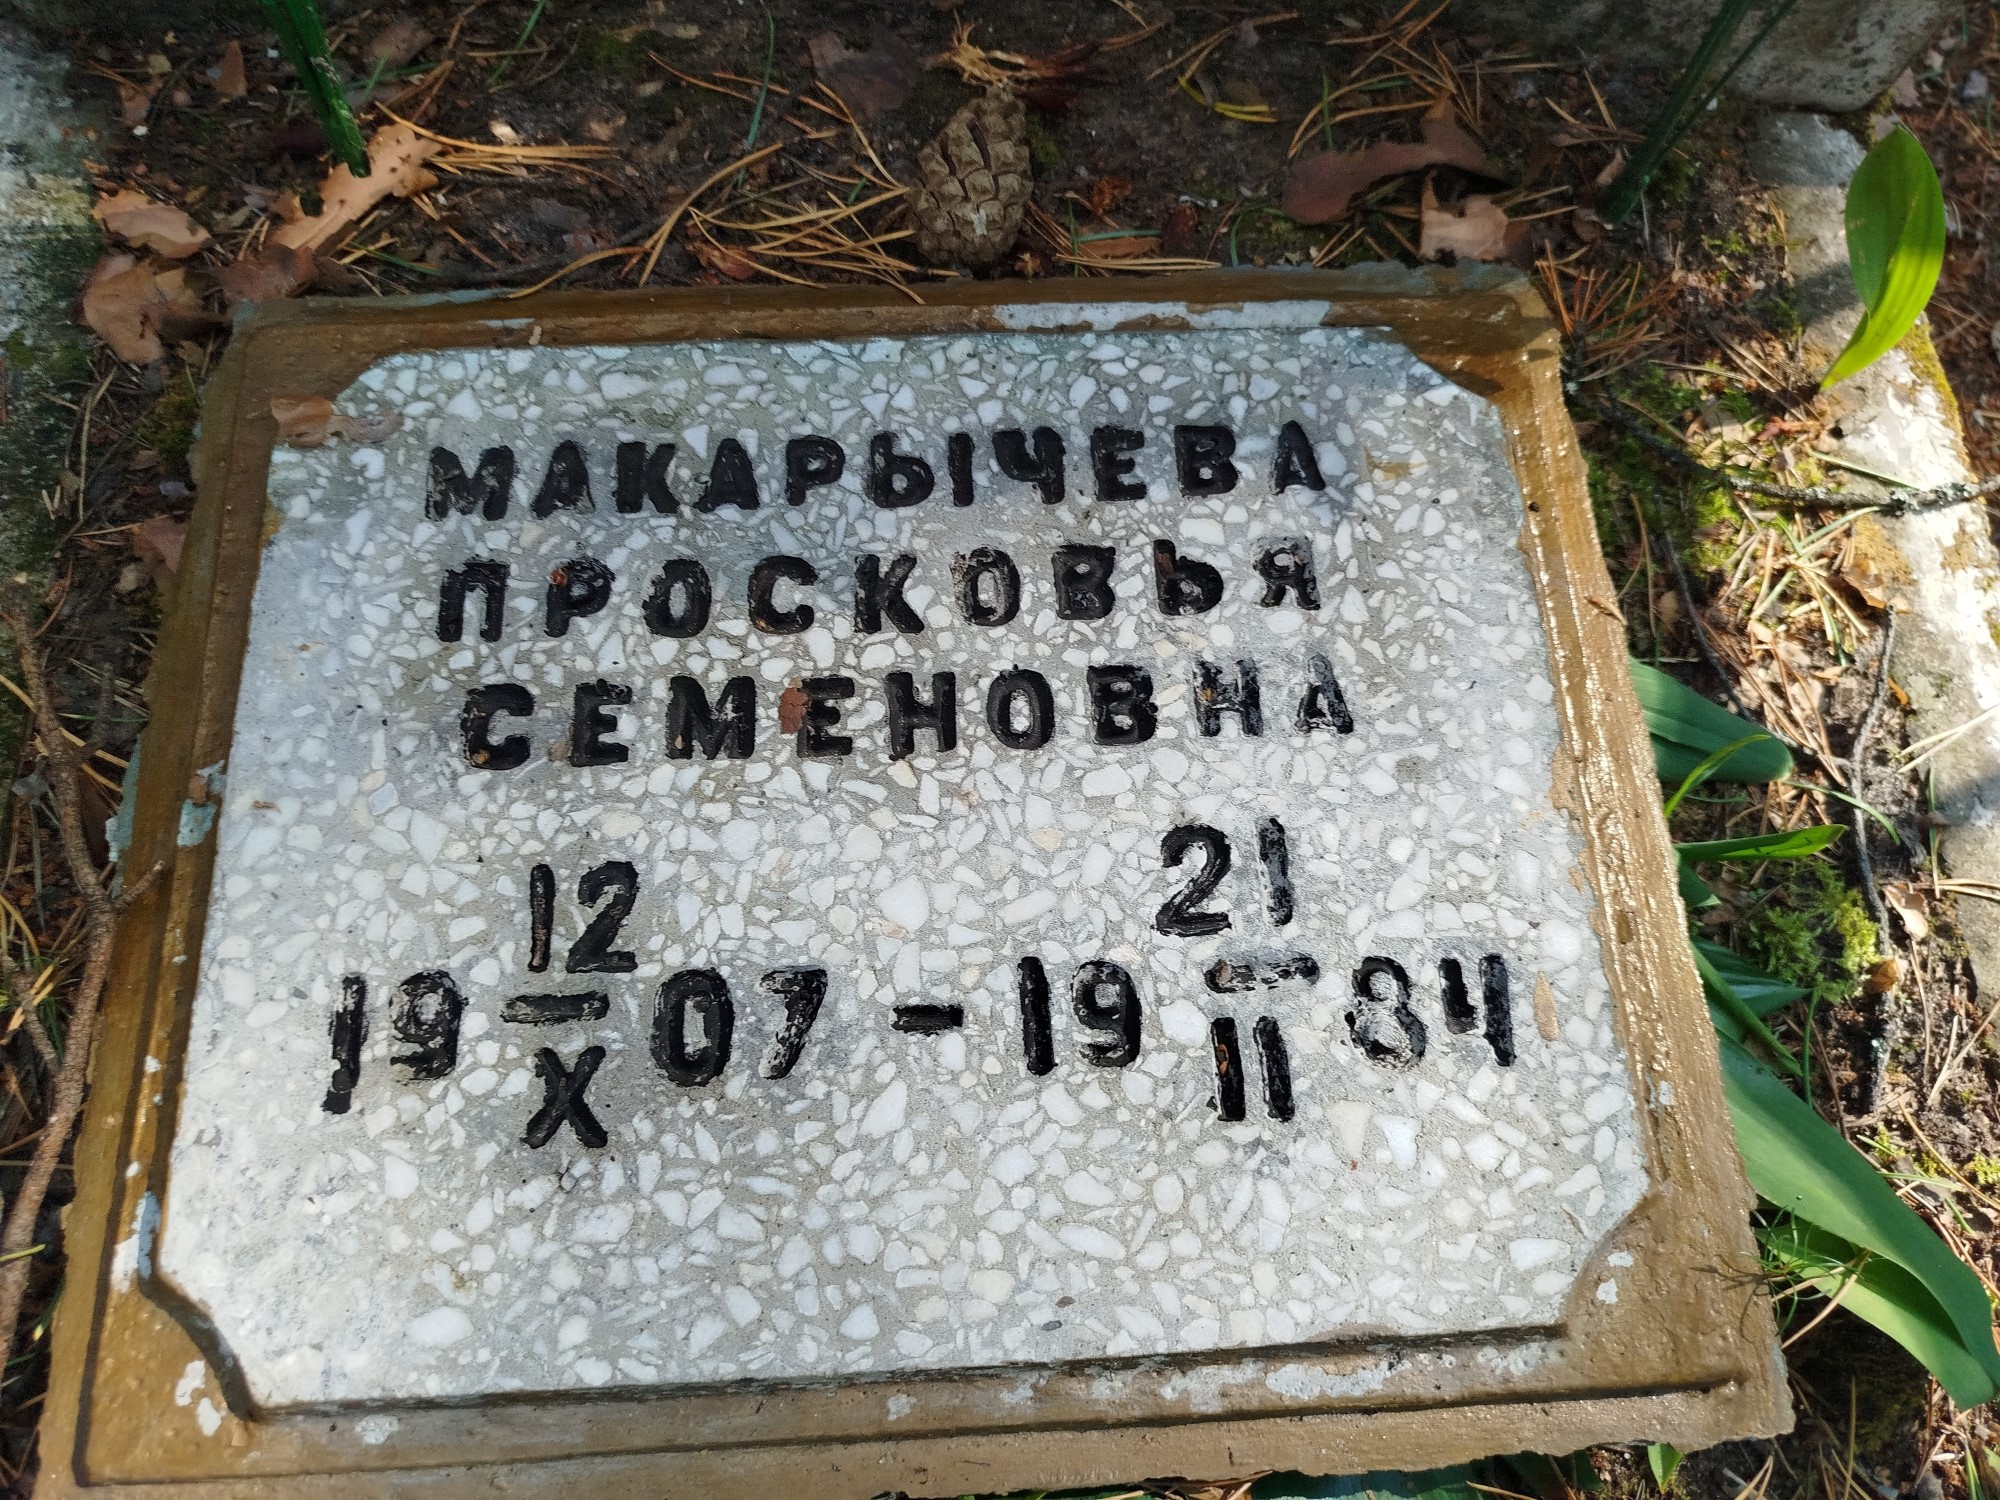 МАКАРЫЧЕВА
ПРОСКОВЬЯ
СЕМЕНОВНА
19 12/X 07 - 19 21/II 84